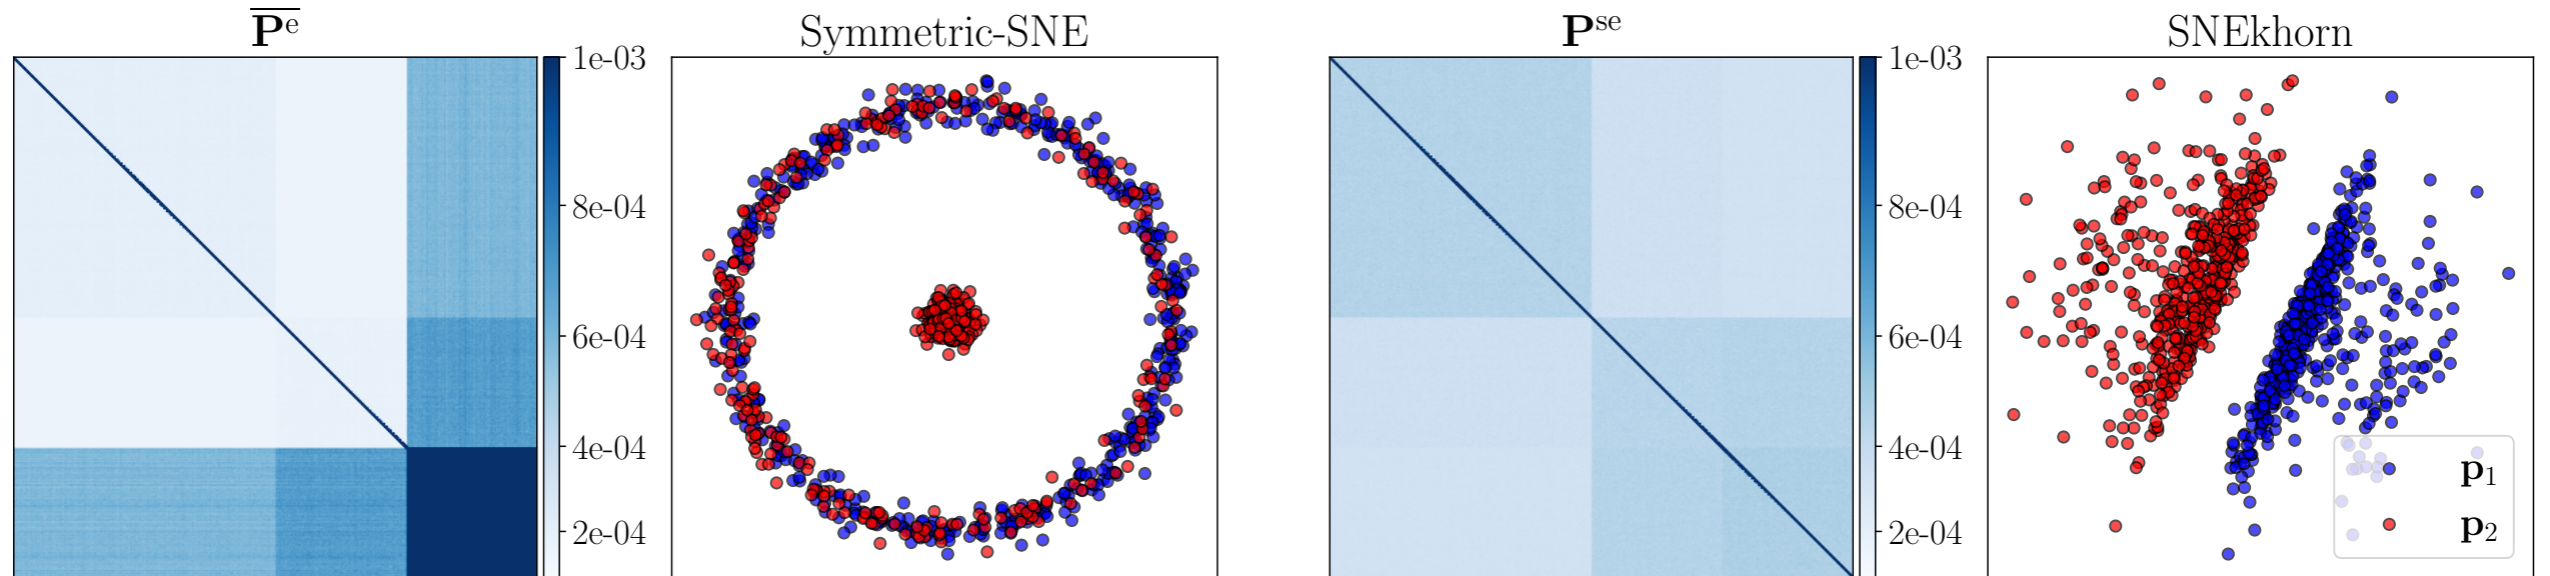 P̅ᵉ
1e-03
8e-04
6e-04
4e-04
2e-04
Symmetric-SNE
Pˢᵉ
1e-03
8e-04
6e-04
4e-04
2e-04
SNEkhorn
p₁
p₂